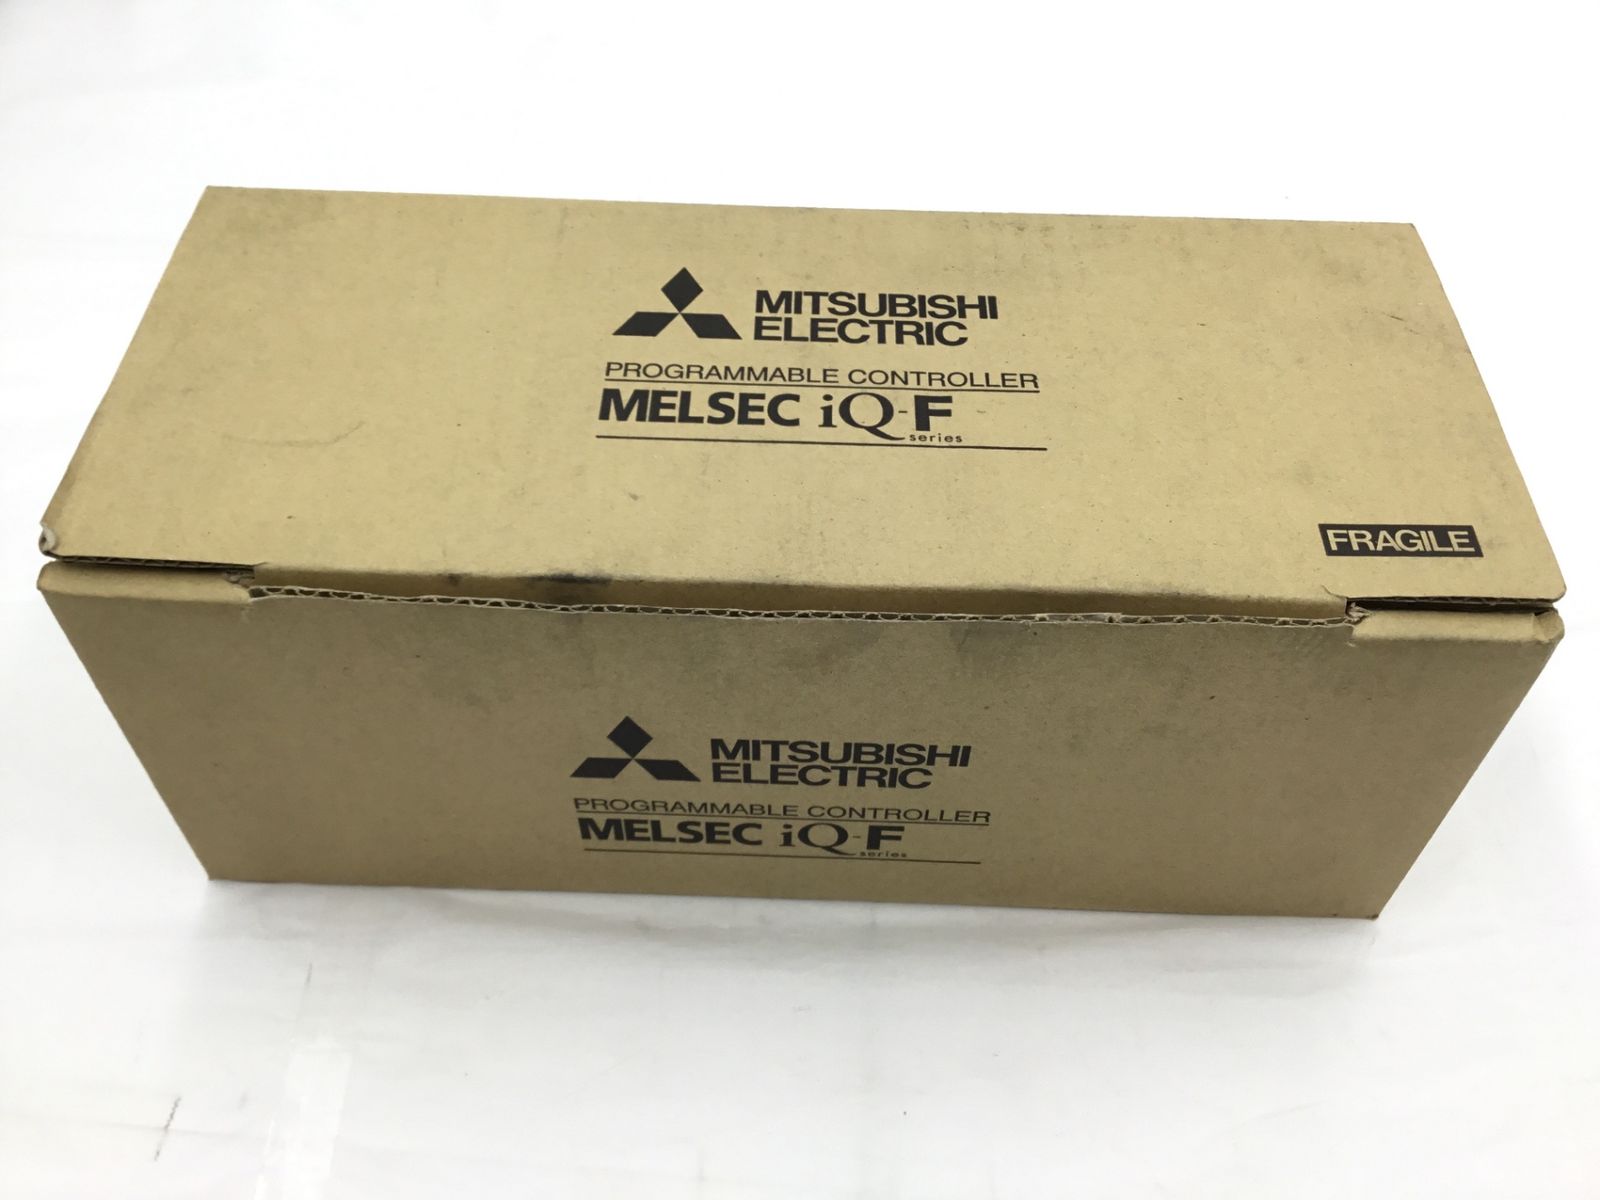 MITSUBISHI
ELECTRIC
PROGRAMMABLE CONTROLLER
MELSEC iQ-F
series
FRAGILE
MITSUBISHI
ELECTRIC
PROGRAMMABLE CONTROLLER
MELSEC iQ-F
series